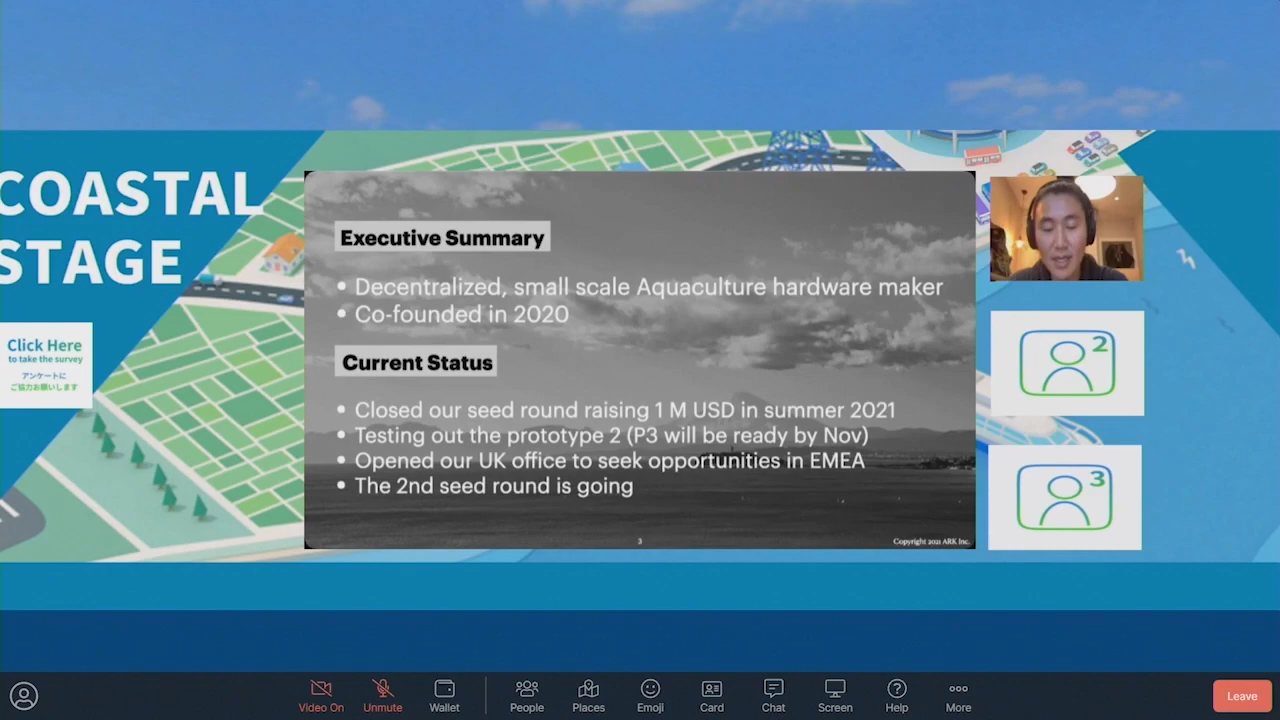 COASTAL
STAGE
Click Here
to take the survey
アンケートに
ご協力お願いします
Executive Summary
• Decentralized, small scale Aquaculture hardware maker
• Co-founded in 2020
Current Status
• Closed our seed round raising 1 M USD in summer 2021
• Testing out the prototype 2 (P3 will be ready by Nov)
• Opened our UK office to seek opportunities in EMEA
• The 2nd seed round is going
3
Copyright 2021 ARK Inc.
2
3
Video On
Unmute
Wallet
People
Places
Emoji
Card
Chat
Screen
Help
More
Leave